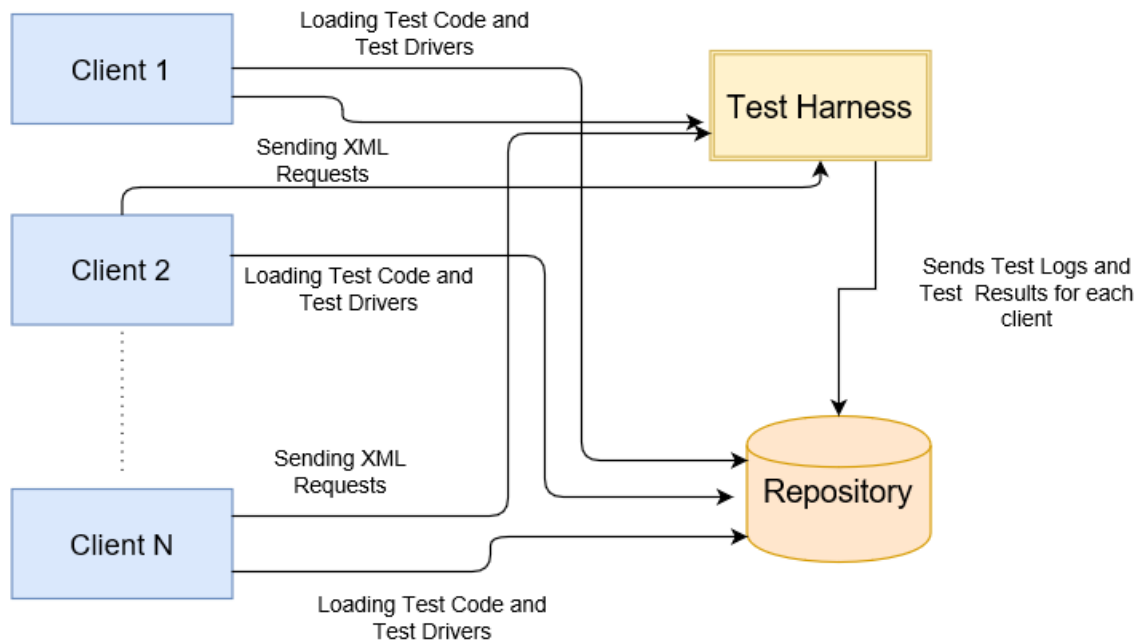 Loading Test Code and
Test Drivers
Client 1
Test Harness
Sending XML
Requests
Client 2
Loading Test Code and
Test Drivers
Sends Test Logs and
Test Results for each
client
Sending XML
Requests
Repository
Client N
Loading Test Code and
Test Drivers